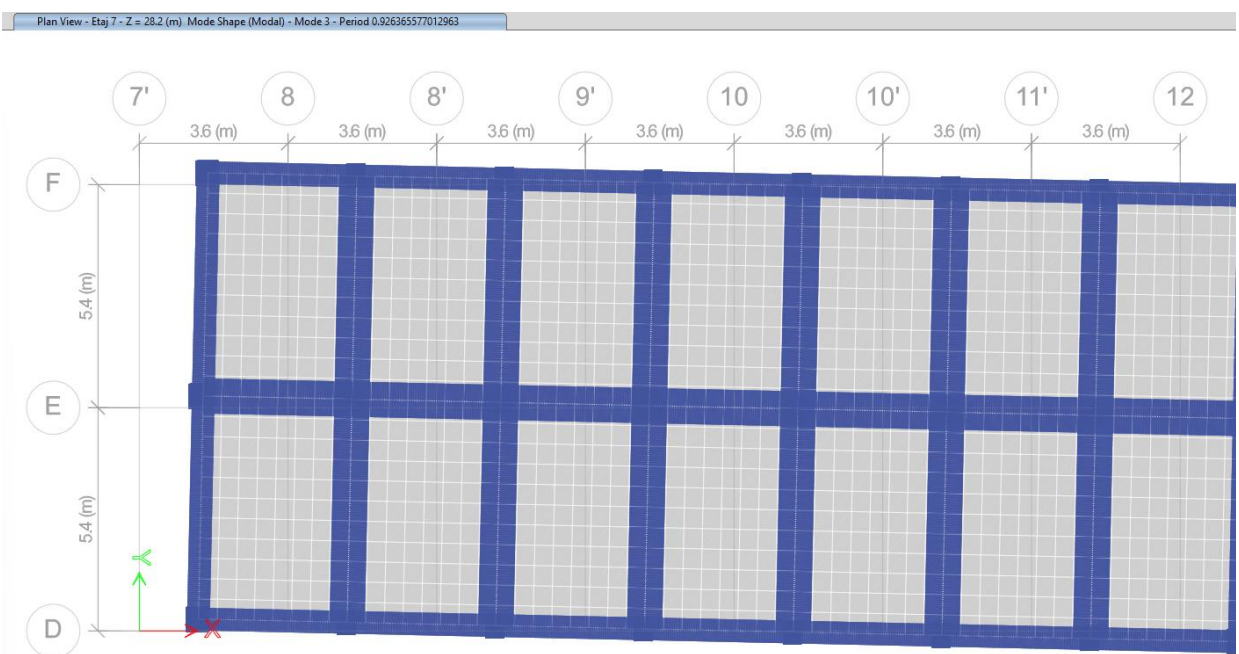 Plan View - Etaj 7 - Z = 28.2 (m) Mode Shape (Modal) - Mode 3 - Period 0.926365577012963
7' 8 8' 9' 10 10' 11' 12
3.6 (m) 3.6 (m) 3.6 (m) 3.6 (m) 3.6 (m) 3.6 (m) 3.6 (m)
F
5.4 (m)
E
5.4 (m)
Y
D
X